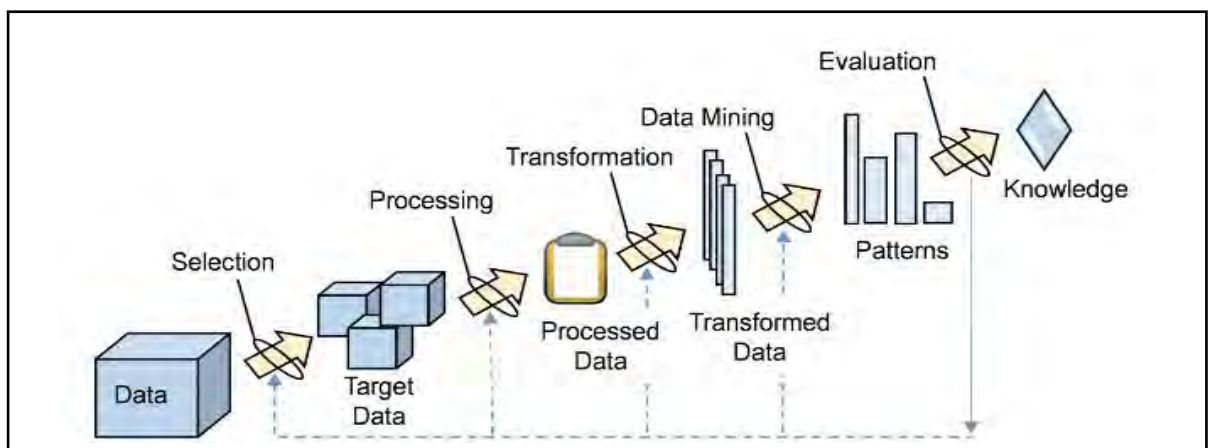 Evaluation
Data Mining
Transformation
Knowledge
Processing
Patterns
Selection
Transformed
Data
Processed
Data
Target
Data
Data